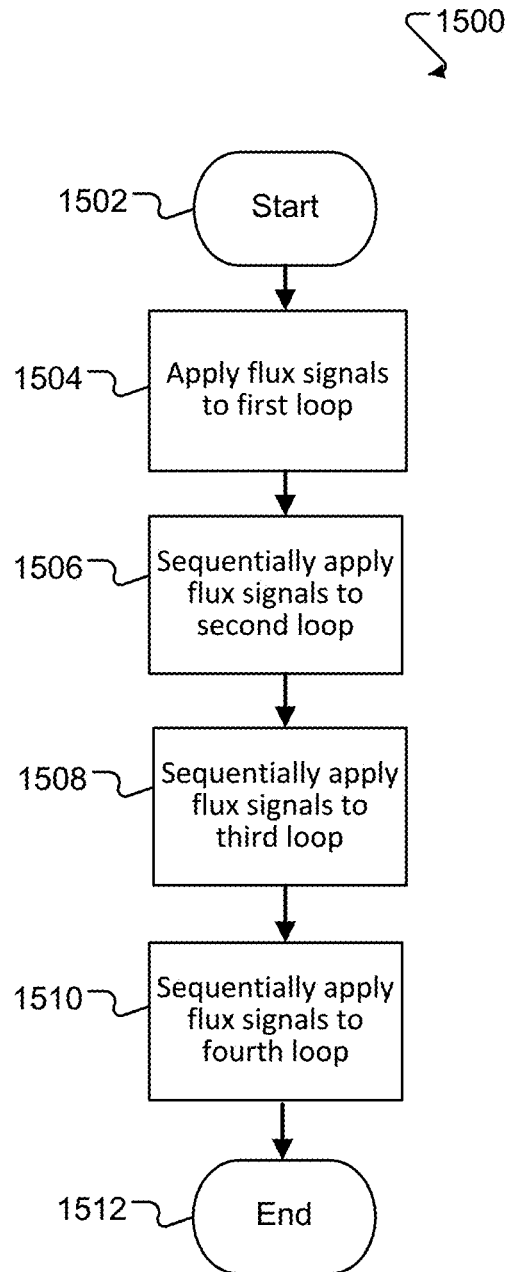 1500
1502
Start
1504
Apply flux signals
to first loop
1506
Sequentially apply
flux signals to
second loop
1508
Sequentially apply
flux signals to
third loop
1510
Sequentially apply
flux signals to
fourth loop
1512
End